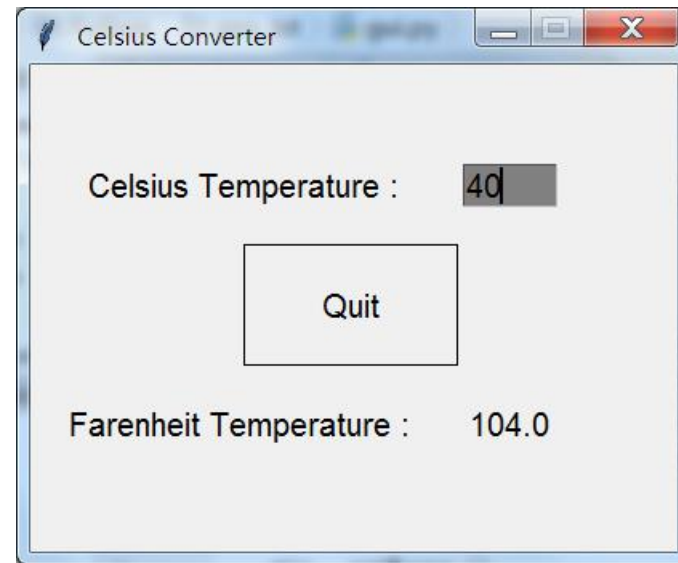 Celsius Converter
Celsius Temperature : 40
Quit
Farenheit Temperature : 104.0